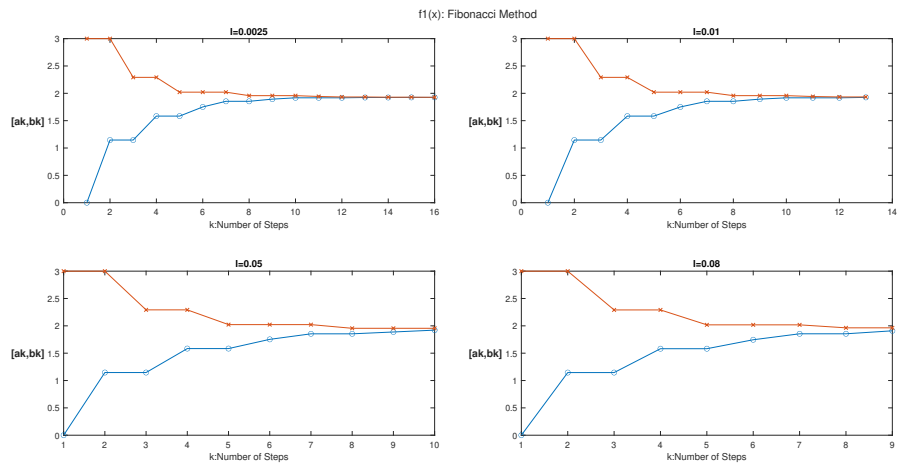 f1(x): Fibonacci Method
l=0.0025
3
2.5
2
1.5
1
0.5
0
[ak,bk]
0 2 4 6 8 10 12 14 16
k:Number of Steps
l=0.01
3
2.5
2
1.5
1
0.5
0
[ak,bk]
0 2 4 6 8 10 12 14
k:Number of Steps
l=0.05
3
2.5
2
1.5
1
0.5
0
[ak,bk]
1 2 3 4 5 6 7 8 9 10
k:Number of Steps
l=0.08
3
2.5
2
1.5
1
0.5
0
[ak,bk]
1 2 3 4 5 6 7 8 9
k:Number of Steps